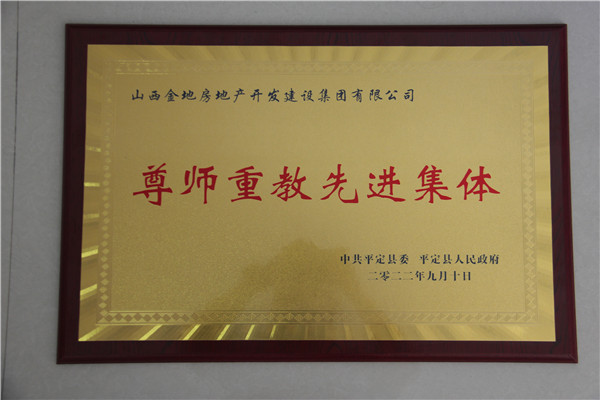 山西金地房地产开发建设集团有限公司
尊师重教先进集体
中共平定县委 平定县人民政府
二零二二年九月十日